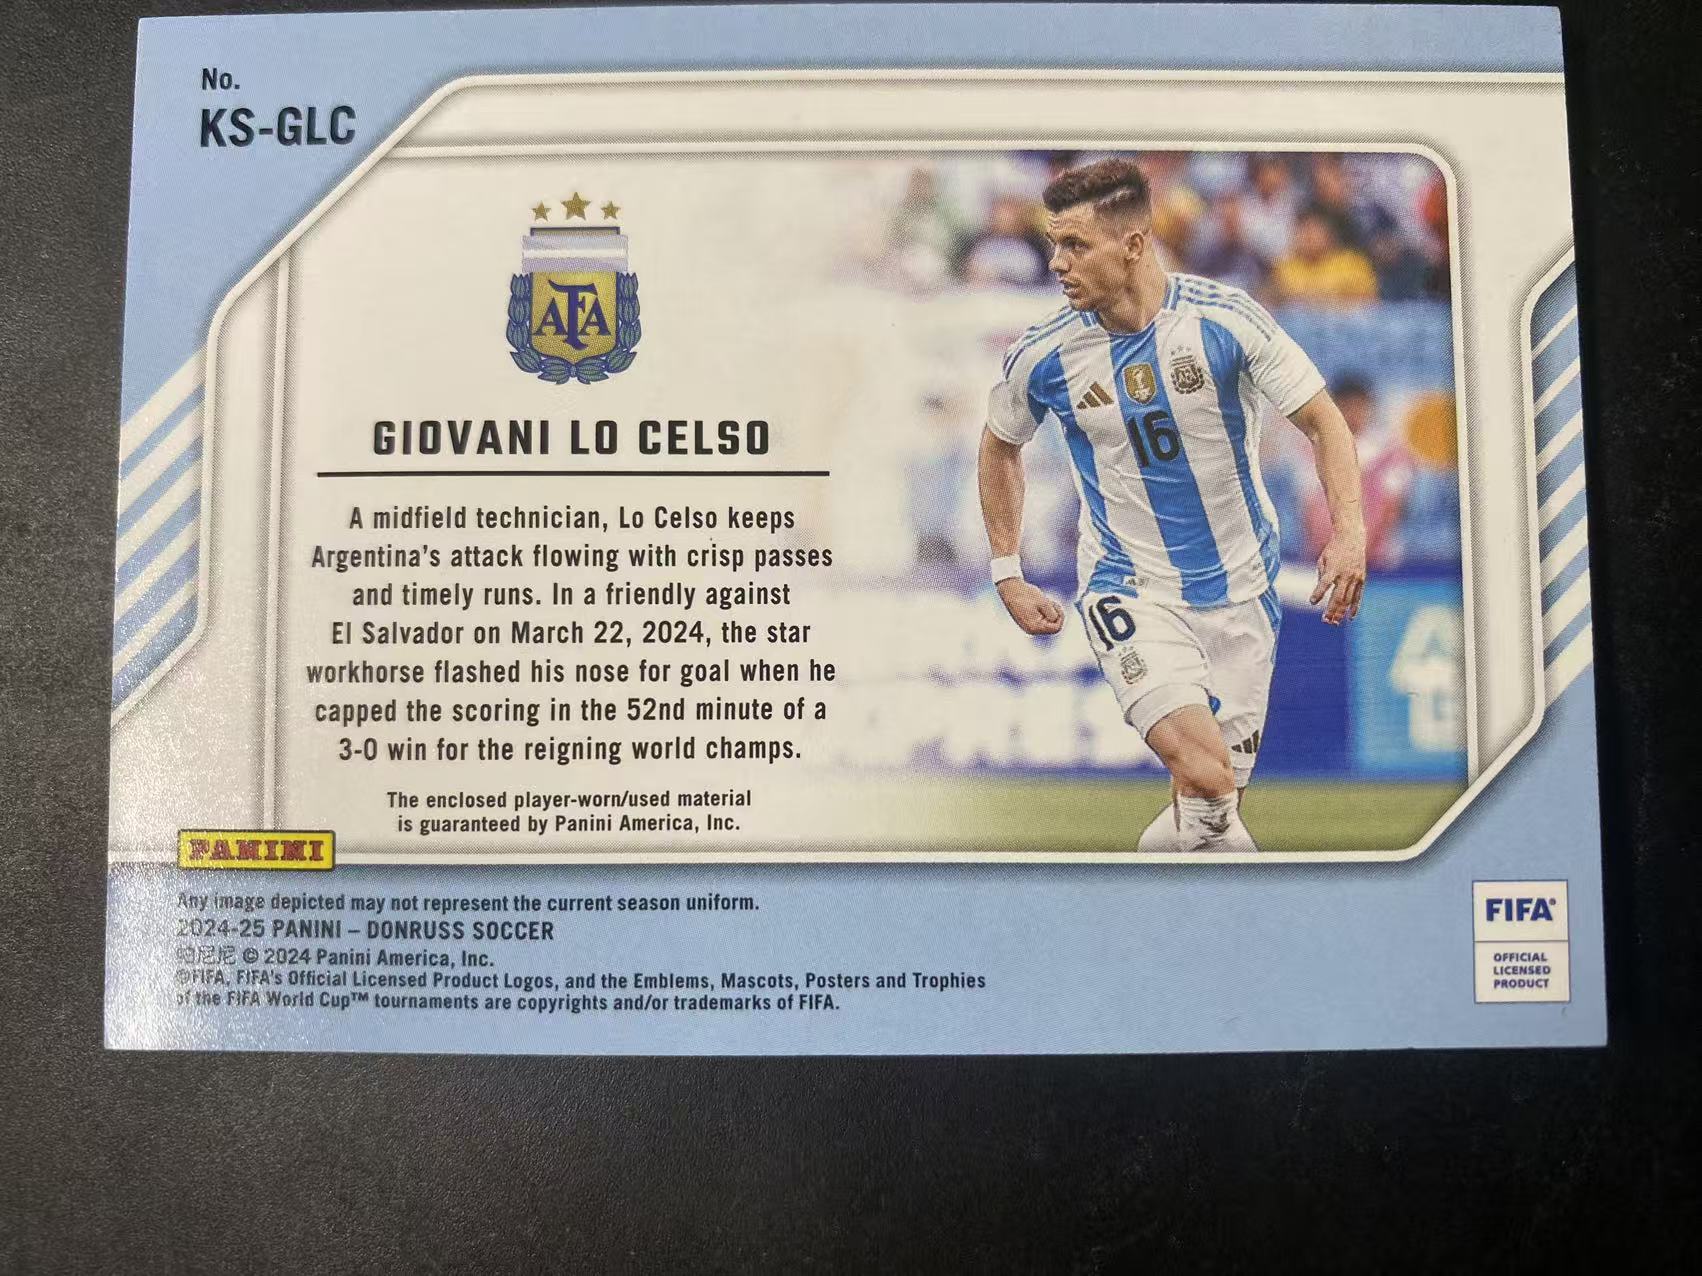 No.
KS-GLC
AFA
GIOVANI LO CELSO
A midfield technician, Lo Celso keeps
Argentina's attack flowing with crisp passes
and timely runs. In a friendly against
El Salvador on March 22, 2024, the star
workhorse flashed his nose for goal when he
capped the scoring in the 52nd minute of a
3-0 win for the reigning world champs.
The enclosed player-worn/used material
is guaranteed by Panini America, Inc.
16
16
PANINI
Any image depicted may not represent the current season uniform.
2024-25 PANINI – DONRUSS SOCCER
帕尼尼 © 2024 Panini America, Inc.
©FIFA, FIFA's Official Licensed Product Logos, and the Emblems, Mascots, Posters and Trophies
of the FIFA World Cup™ tournaments are copyrights and/or trademarks of FIFA.
FIFA®
OFFICIAL
LICENSED
PRODUCT